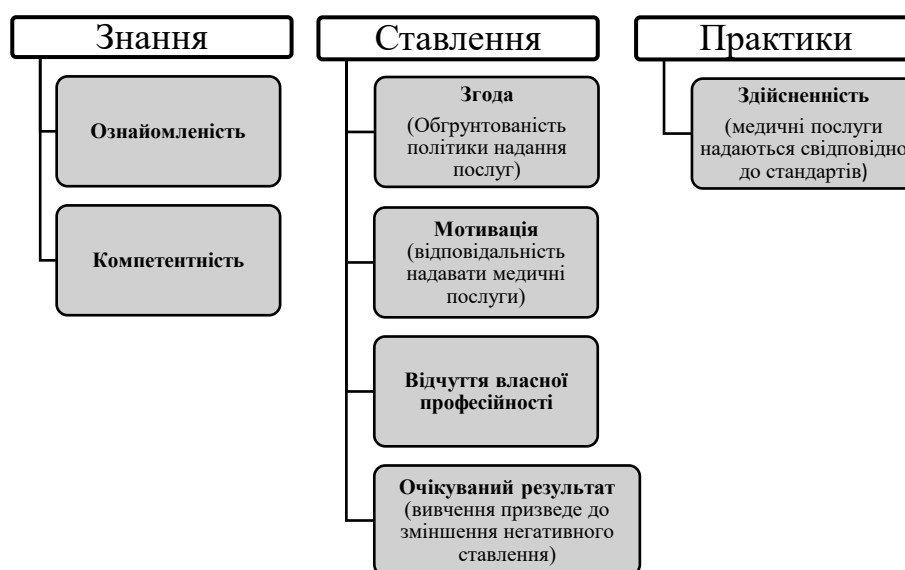 Знання
Ознайомленість
Компетентність
Ставлення
Згода
(Обгрунтованість
політики надання
послуг)
Мотивація
(відповідальність
надавати медичні
послуги)
Відчуття власної
професійності
Очікуваний результат
(вивчення призведе до
зміншення негативного
ставлення)
Практики
Здійсненність
(медичні послуги
надаються свідповідно
до стандартів)